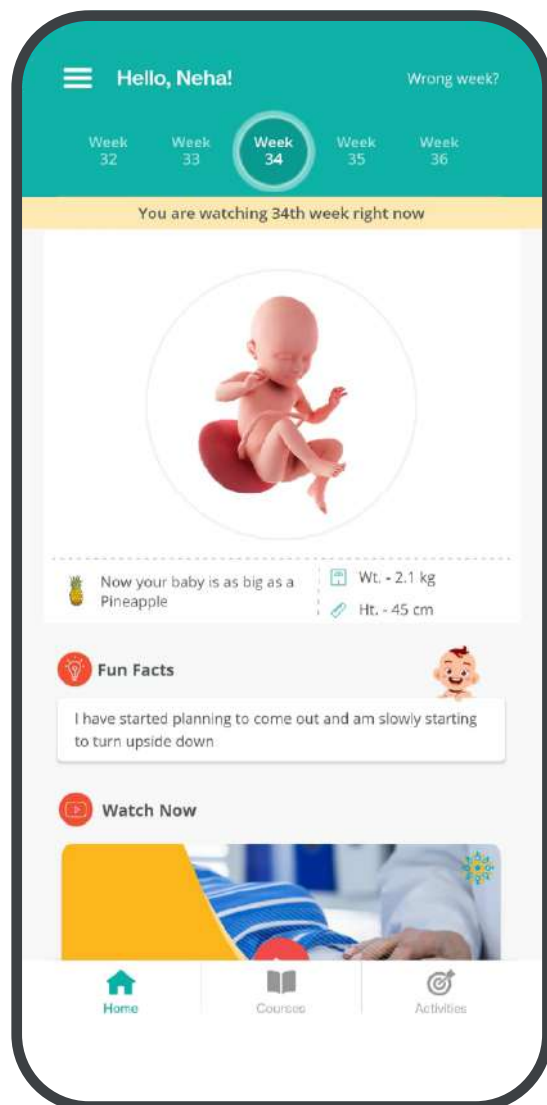 Hello, Neha!
Wrong week?
Week 32
Week 33
Week 34
Week 35
Week 36
You are watching 34th week right now
Now your baby is as big as a
Pineapple
Wt. - 2.1 kg
Ht. - 45 cm
Fun Facts
I have started planning to come out and am slowly starting
to turn upside down
Watch Now
Home
Courses
Activities